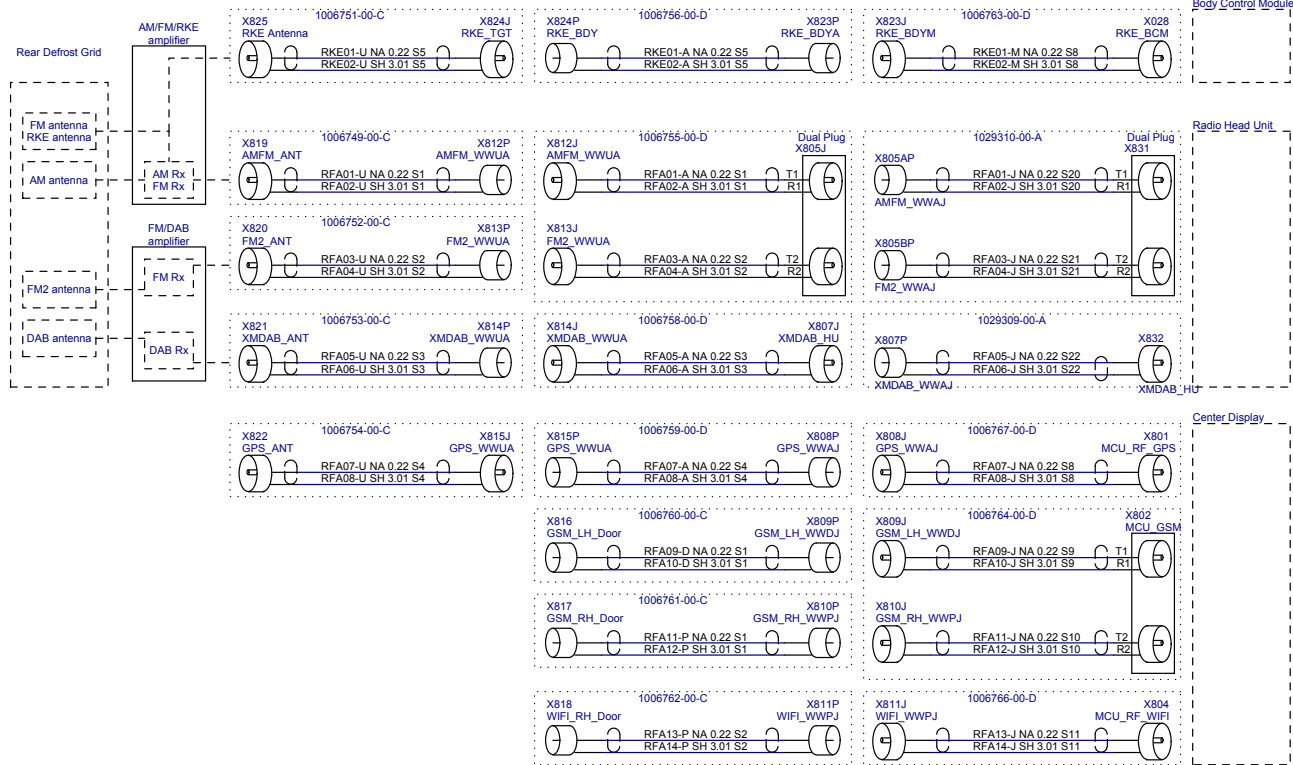 Body Control Module
1006751-00-C
X825
X824J
RKE Antenna
RKE_TGT
RKE01-U NA 0.22 S5
RKE02-U SH 3.01 S5
1006756-00-D
X824P
X823P
RKE_BDY
RKE_BDYA
RKE01-A NA 0.22 S5
RKE02-A SH 3.01 S5
1006763-00-D
X823J
X028
RKE_BDYM
RKE_BCM
RKE01-M NA 0.22 S8
RKE02-M SH 3.01 S8
AM/FM/RKE
amplifier
Rear Defrost Grid
FM antenna
RKE antenna
AM antenna
AM Rx
FM Rx
1006749-00-C
X819
X812P
AMFM_ANT
AMFM_WWUA
RFA01-U NA 0.22 S1
RFA02-U SH 3.01 S1
1006755-00-D
Dual Plug
X805J
X812J
AMFM_WWUA
RFA01-A NA 0.22 S1
T1
RFA02-A SH 3.01 S1
R1
X813J
FM2_WWUA
RFA03-A NA 0.22 S2
T2
RFA04-A SH 3.01 S2
R2
1029310-00-A
Dual Plug
X831
X805AP
RFA01-J NA 0.22 S20
T1
RFA02-J SH 3.01 S20
R1
AMFM_WWAJ
X805BP
RFA03-J NA 0.22 S21
T2
RFA04-J SH 3.01 S21
R2
FM2_WWAJ
Radio Head Unit
FM/DAB
amplifier
FM Rx
FM2 antenna
DAB antenna
DAB Rx
1006752-00-C
X820
X813P
FM2_ANT
FM2_WWUA
RFA03-U NA 0.22 S2
RFA04-U SH 3.01 S2
1006753-00-C
X821
X814P
XMDAB_ANT
XMDAB_WWUA
RFA05-U NA 0.22 S3
RFA06-U SH 3.01 S3
1006758-00-D
X814J
X807J
XMDAB_WWUA
XMDAB_HU
RFA05-A NA 0.22 S3
RFA06-A SH 3.01 S3
1029309-00-A
X807P
X832
RFA05-J NA 0.22 S22
RFA06-J SH 3.01 S22
XMDAB_WWAJ
XMDAB_HU
Center Display
1006754-00-C
X822
X815J
GPS_ANT
GPS_WWUA
RFA07-U NA 0.22 S4
RFA08-U SH 3.01 S4
1006759-00-D
X815P
X808P
GPS_WWUA
GPS_WWAJ
RFA07-A NA 0.22 S4
RFA08-A SH 3.01 S4
1006767-00-D
X808J
X801
GPS_WWAJ
MCU_RF_GPS
RFA07-J NA 0.22 S8
RFA08-J SH 3.01 S8
1006760-00-C
X816
X809P
GSM_LH_Door
GSM_LH_WWDJ
RFA09-D NA 0.22 S1
RFA10-D SH 3.01 S1
1006764-00-D
X809J
X802
GSM_LH_WWDJ
MCU_GSM
RFA09-J NA 0.22 S9
T1
RFA10-J SH 3.01 S9
R1
1006761-00-C
X817
X810P
GSM_RH_Door
GSM_RH_WWPJ
RFA11-P NA 0.22 S1
RFA12-P SH 3.01 S1
X810J
GSM_RH_WWPJ
RFA11-J NA 0.22 S10
T2
RFA12-J SH 3.01 S10
R2
1006762-00-C
X818
X811P
WIFI_RH_Door
WIFI_WWPJ
RFA13-P NA 0.22 S2
RFA14-P SH 3.01 S2
1006766-00-D
X811J
X804
WIFI_WWPJ
MCU_RF_WIFI
RFA13-J NA 0.22 S11
RFA14-J SH 3.01 S11